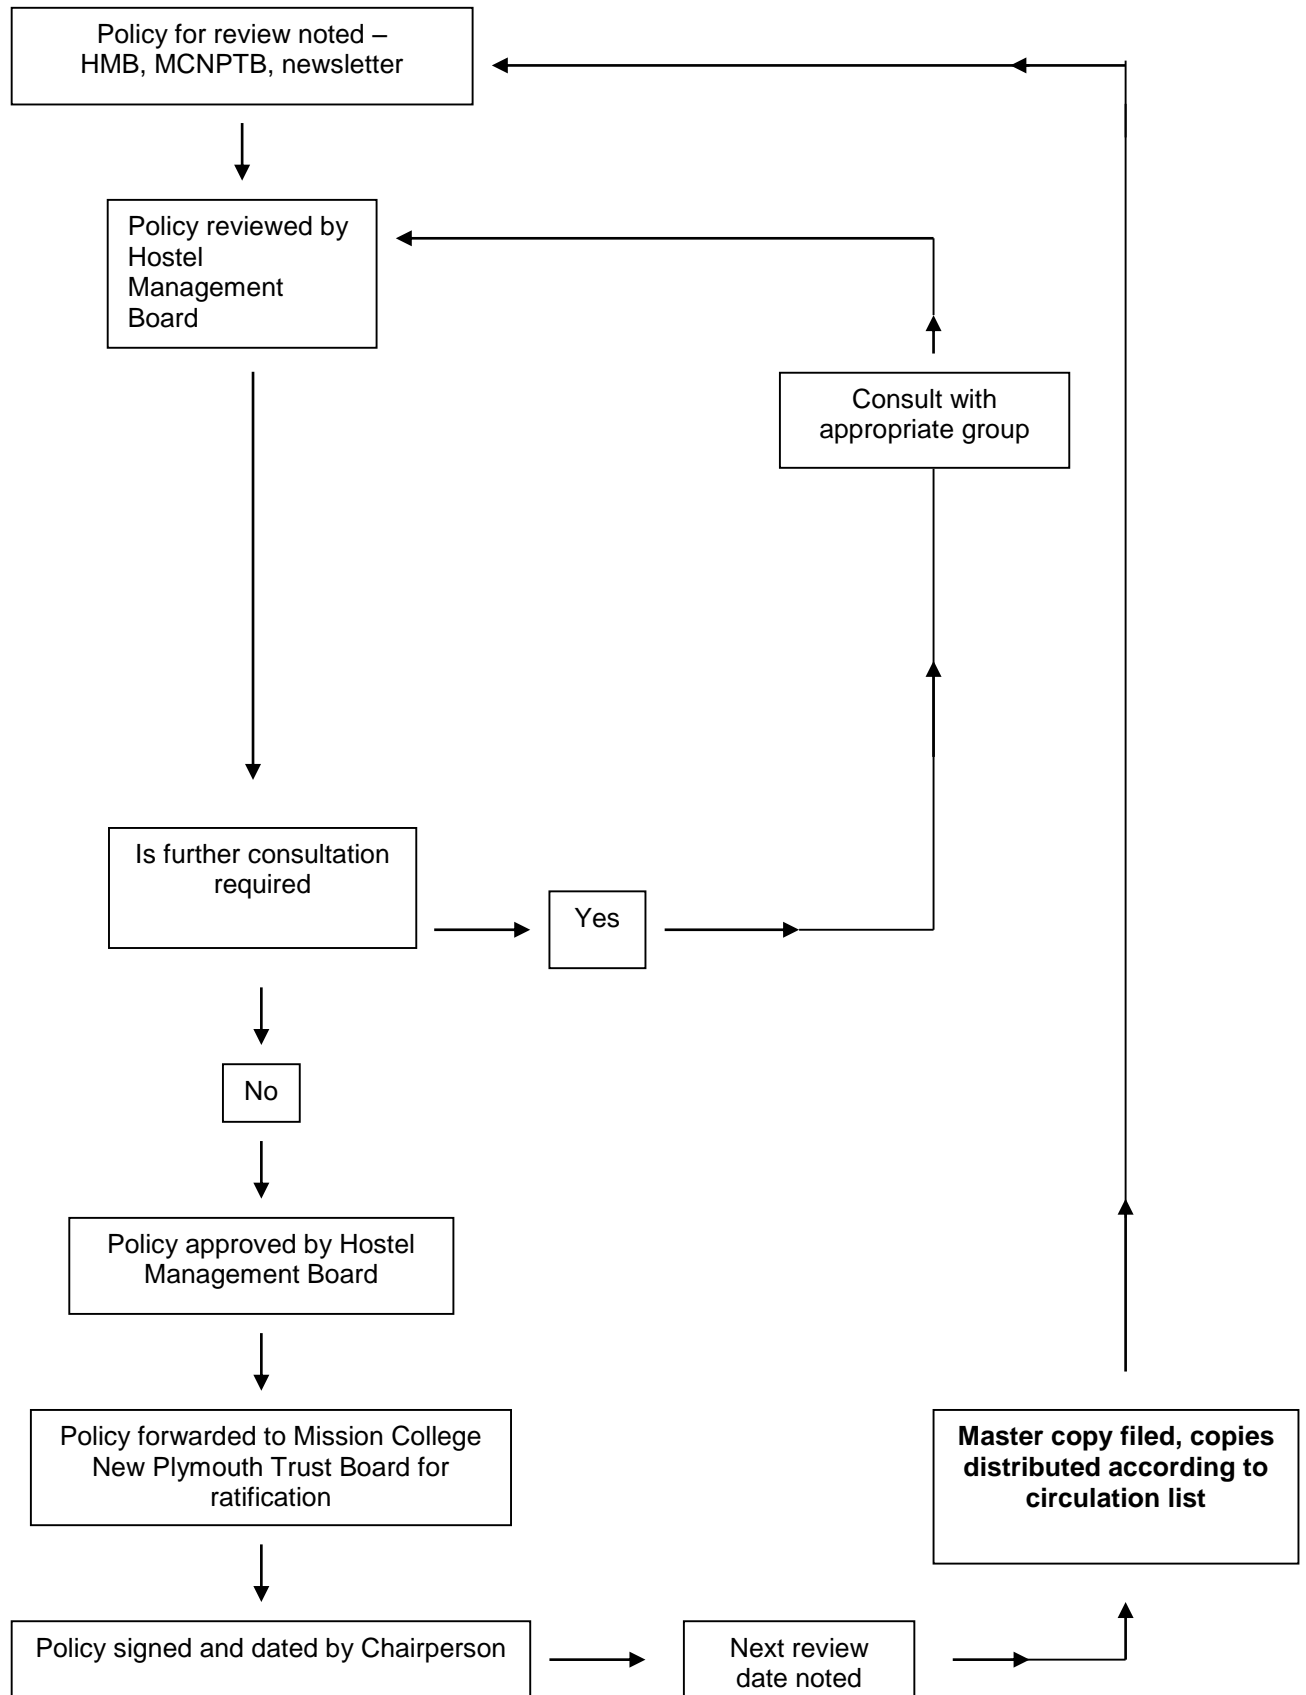 Policy for review noted –
HMB, MCNPTB, newsletter
Policy reviewed by
Hostel
Management
Board
Consult with
appropriate group
Is further consultation
required
Yes
No
Policy approved by Hostel
Management Board
Policy forwarded to Mission College
New Plymouth Trust Board for
ratification
Master copy filed, copies
distributed according to
circulation list
Policy signed and dated by Chairperson
Next review
date noted